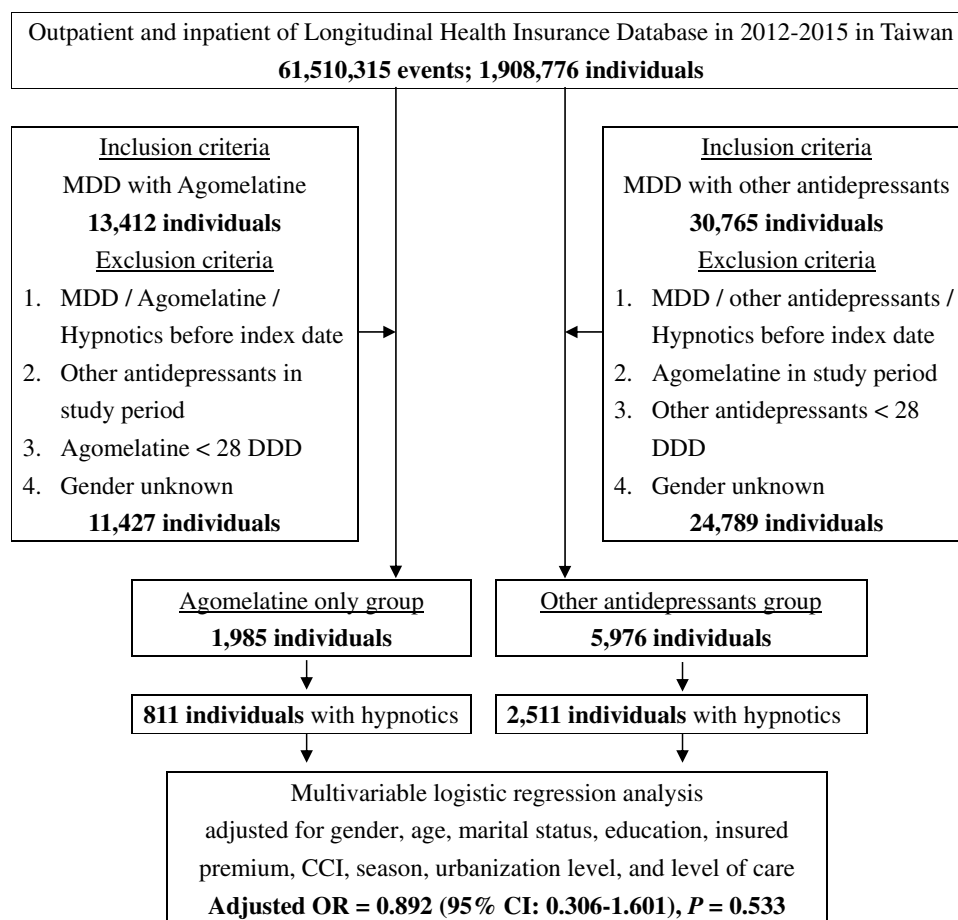 Outpatient and inpatient of Longitudinal Health Insurance Database in 2012-2015 in Taiwan
61,510,315 events; 1,908,776 individuals
Inclusion criteria
MDD with Agomelatine
13,412 individuals
Exclusion criteria
1. MDD / Agomelatine /
Hypnotics before index date
2. Other antidepressants in
study period
3. Agomelatine < 28 DDD
4. Gender unknown
11,427 individuals
Inclusion criteria
MDD with other antidepressants
30,765 individuals
Exclusion criteria
1. MDD / other antidepressants /
Hypnotics before index date
2. Agomelatine in study period
3. Other antidepressants < 28
DDD
4. Gender unknown
24,789 individuals
Agomelatine only group
1,985 individuals
Other antidepressants group
5,976 individuals
811 individuals with hypnotics
2,511 individuals with hypnotics
Multivariable logistic regression analysis
adjusted for gender, age, marital status, education, insured
premium, CCI, season, urbanization level, and level of care
Adjusted OR = 0.892 (95% CI: 0.306-1.601), P = 0.533